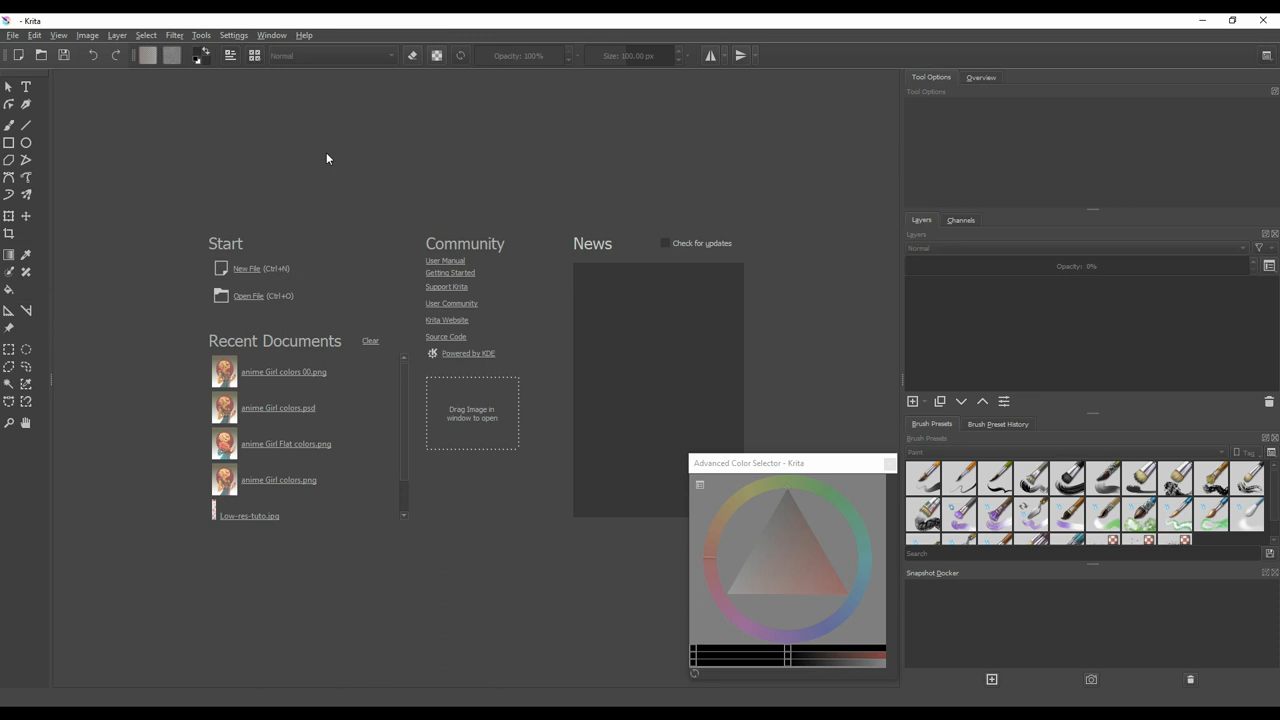 - Krita
File Edit View Image Layer Select Filter Tools Settings Window Help
Normal Opacity: 100% Size: 100.00 px
Tool Options Overview
Tool Options
Layers Channels
Layers
Normal
Opacity: 0%
Start
New File (Ctrl+N)
Open File (Ctrl+O)
Recent Documents Clear
anime Girl colors 00.png
anime Girl colors.psd
anime Girl Flat colors.png
anime Girl colors.png
Low-res-tuto.jpg
Community
User Manual
Getting Started
Support Krita
User Community
Krita Website
Source Code
Powered by KDE
Drag Image in
window to open
News Check for updates
Advanced Color Selector - Krita
Brush Presets Brush Preset History
Brush Presets
Paint Tag
Search
Snapshot Docker